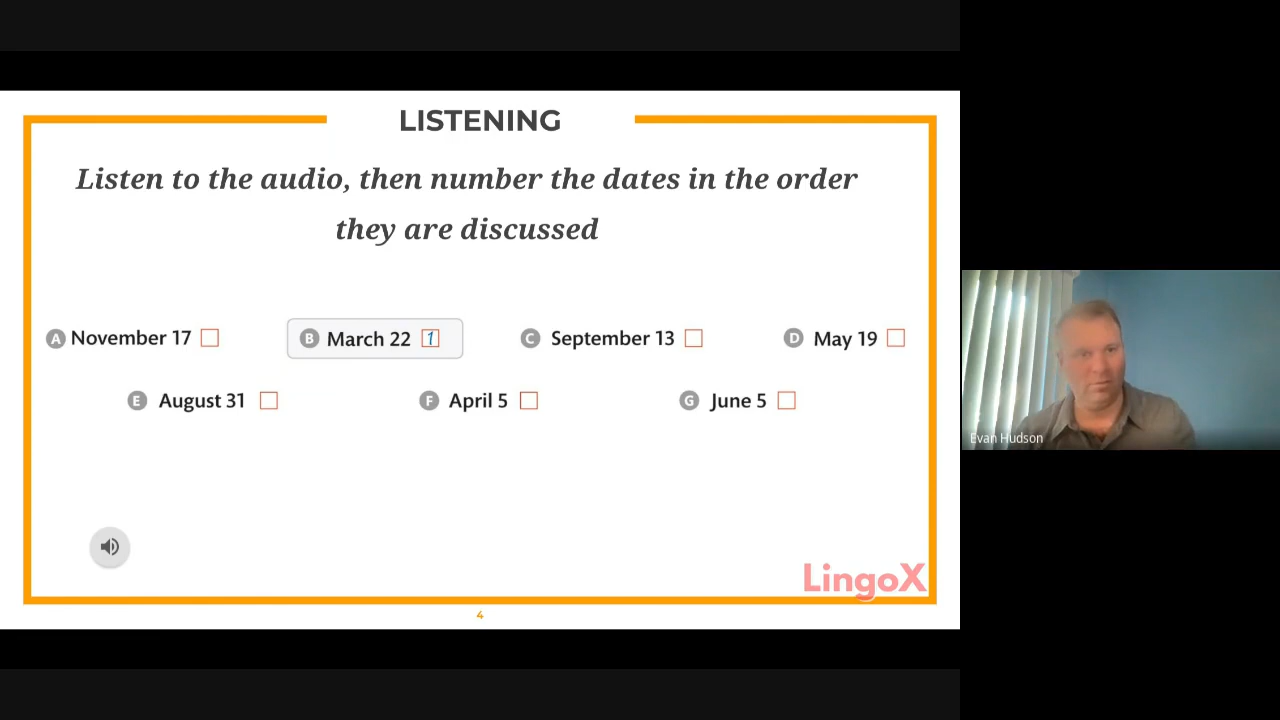 LISTENING
Listen to the audio, then number the dates in the order
they are discussed
A November 17 B March 22 1 C September 13 D May 19
E August 31 F April 5 G June 5
Evan Hudson
LingoX
4